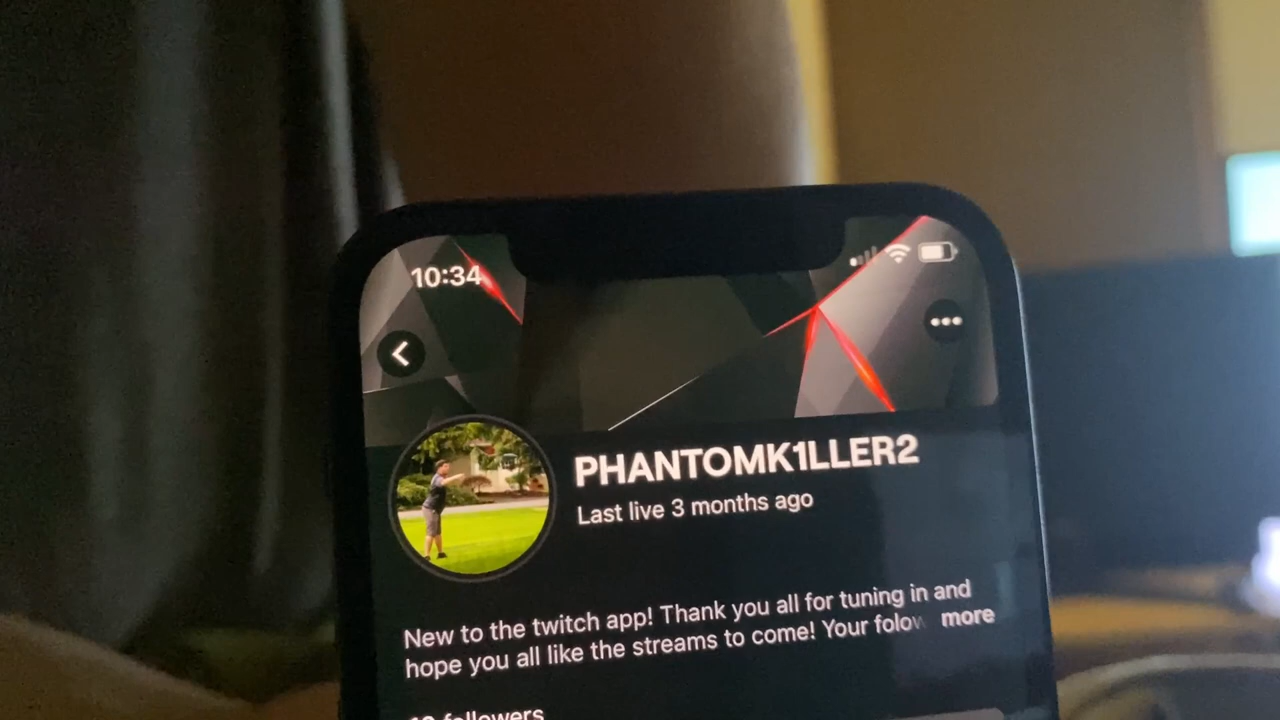 10:34
PHANTOMK1LLER2
Last live 3 months ago
New to the twitch app! Thank you all for tuning in and
hope you all like the streams to come! Your folow more
followers